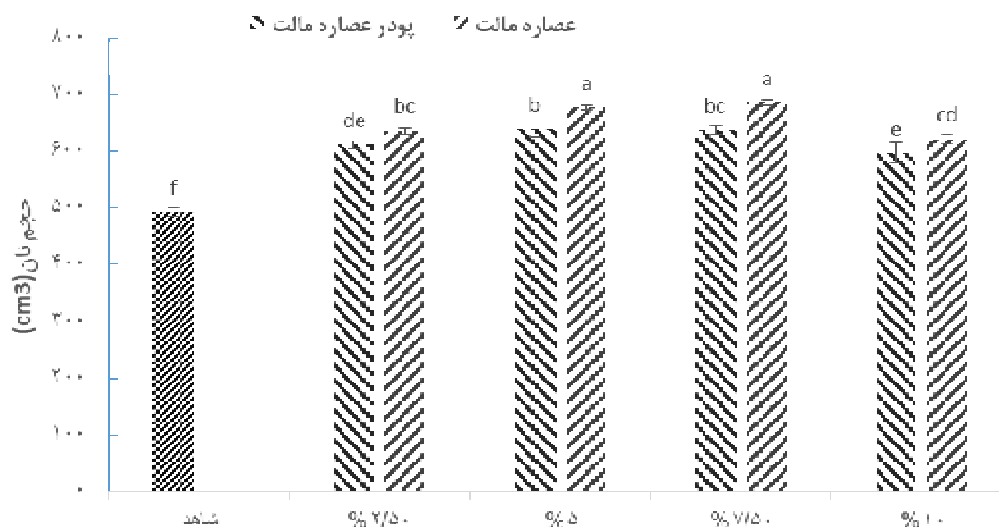 عصاره مالت پودر عصاره مالت
۸۰۰
۷۰۰
۶۰۰
۵۰۰
۴۰۰
۳۰۰
۲۰۰
۱۰۰
۰
حجم نان(cm3)
f
de
bc
b
a
bc
a
e
cd
شاهد
% ۲/۵۰
% ۵
% ۷/۵۰
% ۱۰